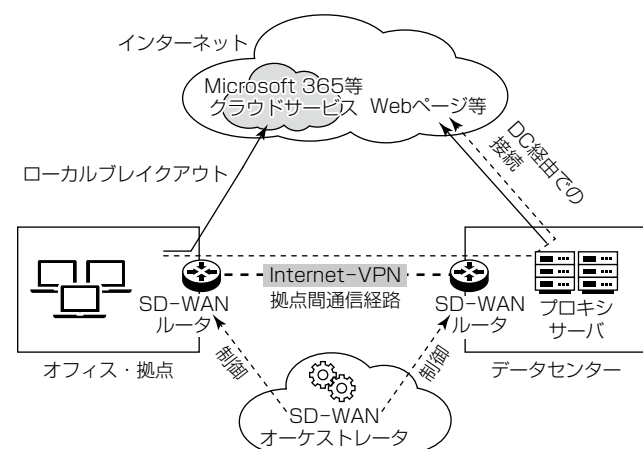 インターネット
Microsoft 365等
クラウドサービス
Webページ等
DC経由での
接続
ローカルブレイクアウト
Internet-VPN
拠点間通信経路
SD-WAN
ルータ
SD-WAN
ルータ
プロキシ
サーバ
オフィス・拠点
制御
制御
データセンター
SD-WAN
オーケストレータ